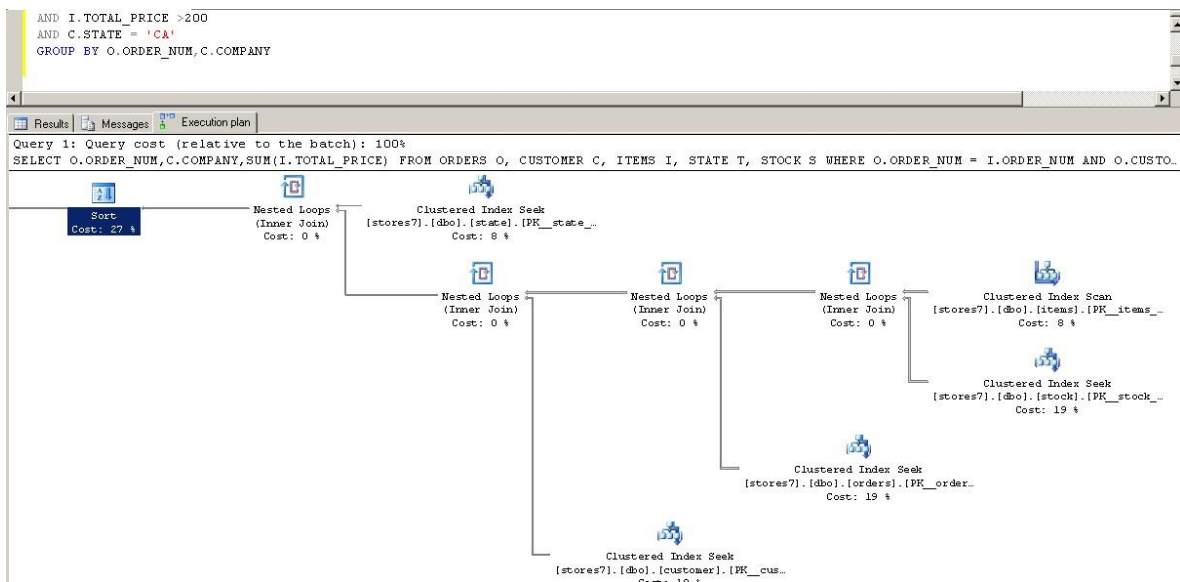 AND I.TOTAL_PRICE >200
AND C.STATE = 'CA'
GROUP BY O.ORDER_NUM,C.COMPANY
Results Messages Execution plan
Query 1: Query cost (relative to the batch): 100%
SELECT O.ORDER_NUM,C.COMPANY,SUM(I.TOTAL_PRICE) FROM ORDERS O, CUSTOMER C, ITEMS I, STATE T, STOCK S WHERE O.ORDER_NUM = I.ORDER_NUM AND O.CUSTO…
Sort
Cost: 27 %
Nested Loops
(Inner Join)
Cost: 0 %
Clustered Index Seek
[stores7].[dbo].[state].[PK__state_…
Cost: 8 %
Nested Loops
(Inner Join)
Cost: 0 %
Nested Loops
(Inner Join)
Cost: 0 %
Nested Loops
(Inner Join)
Cost: 0 %
Clustered Index Scan
[stores7].[dbo].[items].[PK__items_…
Cost: 8 %
Clustered Index Seek
[stores7].[dbo].[stock].[PK__stock_…
Cost: 19 %
Clustered Index Seek
[stores7].[dbo].[orders].[PK__order…
Cost: 19 %
Clustered Index Seek
[stores7].[dbo].[customer].[PK__cus…